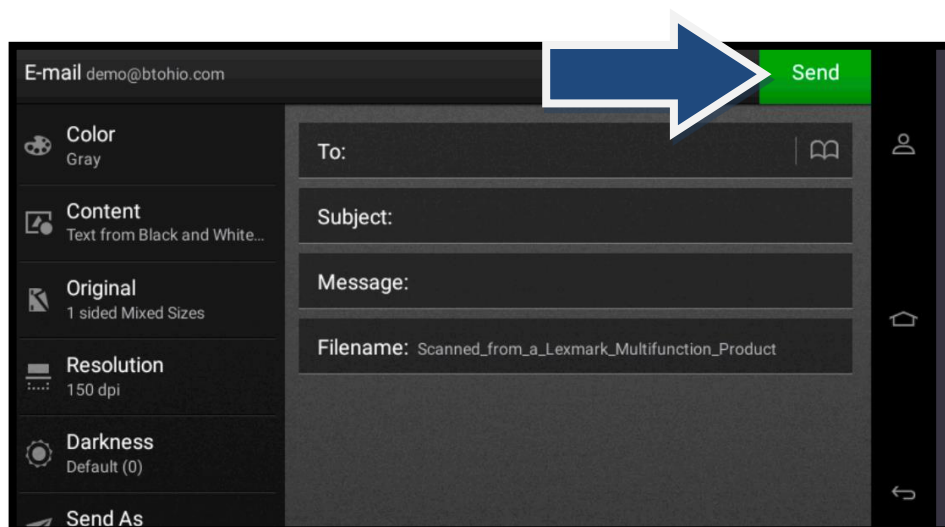 E-mail demo@btohio.com
Send
Color
Gray
Content
Text from Black and White...
Original
1 sided Mixed Sizes
Resolution
150 dpi
Darkness
Default (0)
Send As
To:
Subject:
Message:
Filename: Scanned_from_a_Lexmark_Multifunction_Product